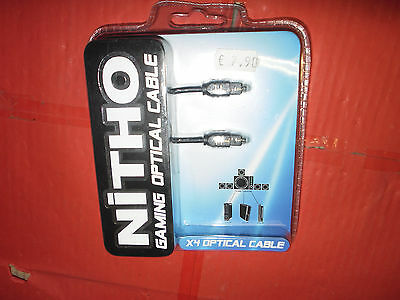 NiTHO
GAMING OPTICAL CABLE
€ 7.90
X4 OPTICAL CABLE